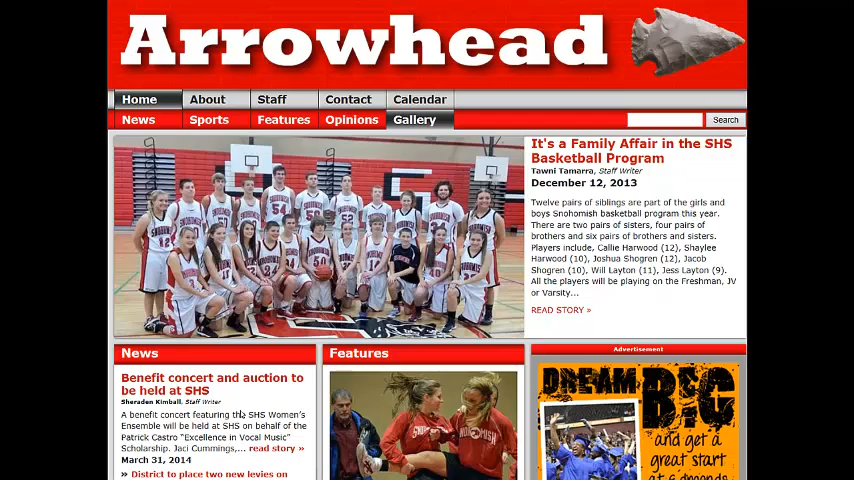 Arrowhead
Home About Staff Contact Calendar
News Sports Features Opinions Gallery
Search
It's a Family Affair in the SHS
Basketball Program
Tawni Tamarra, Staff Writer
December 12, 2013
Twelve pairs of siblings are part of the girls and
boys Snohomish basketball program this year.
There are two pairs of sisters, four pairs of
brothers and six pairs of brothers and sisters.
Players include, Callie Harwood (12), Shaylee
Harwood (10), Joshua Shogren (12), Jacob
Shogren (10), Will Layton (11), Jess Layton (9).
All the players will be playing on the Freshman, JV
or Varsity...
READ STORY »
News
Benefit concert and auction to
be held at SHS
Sheraden Kimball, Staff Writer
A benefit concert featuring the SHS Women's
Ensemble will be held at SHS on behalf of the
Patrick Castro "Excellence in Vocal Music"
Scholarship. Jaci Cummings,... read story »
March 31, 2014
» District to place two new levies on
Features
Advertisement
DREAM BIG
and get a
great start